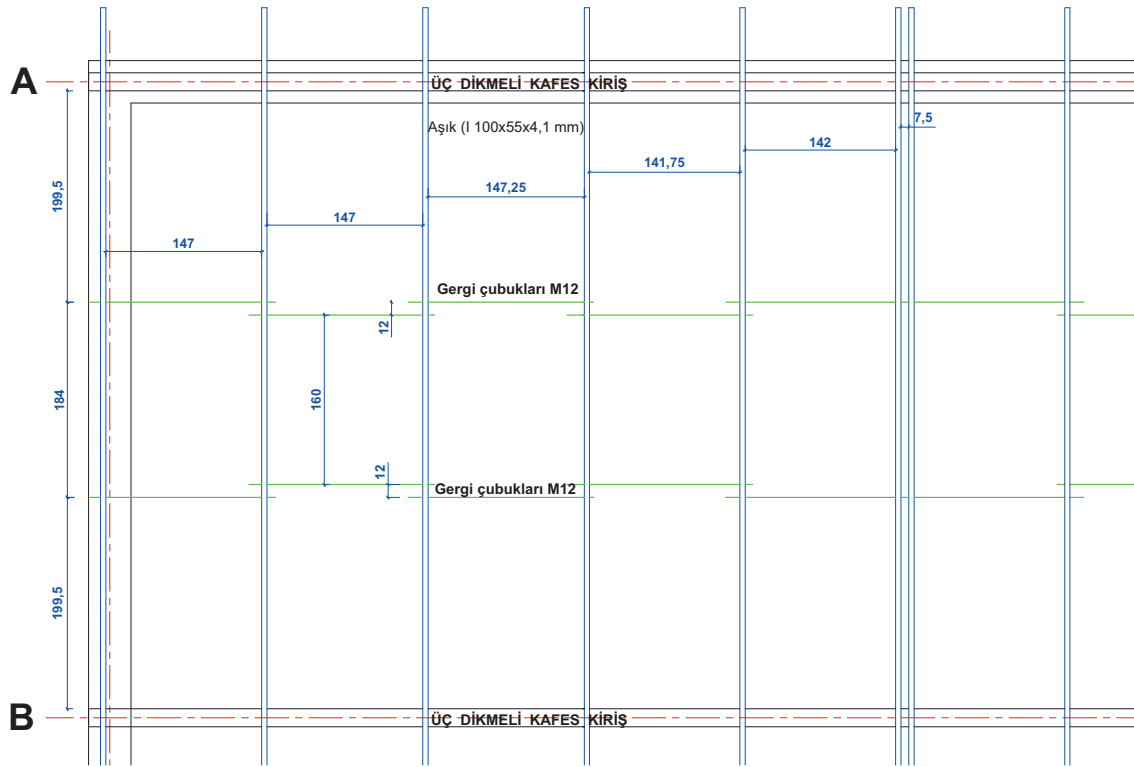 A
ÜÇ DİKMELİ KAFES KİRİŞ
7,5
Aşık (I 100x55x4,1 mm)
142
141,75
199,5
147,25
147
147
Gergi çubukları M12
12
184
160
12
Gergi çubukları M12
199,5
B
ÜÇ DİKMELİ KAFES KİRİŞ